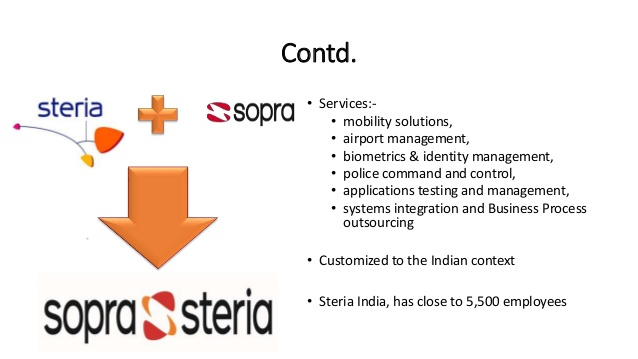 Contd.
steria
sopra
sopra steria
• Services:-
• mobility solutions,
• airport management,
• biometrics & identity management,
• police command and control,
• applications testing and management,
• systems integration and Business Process
outsourcing
• Customized to the Indian context
• Steria India, has close to 5,500 employees